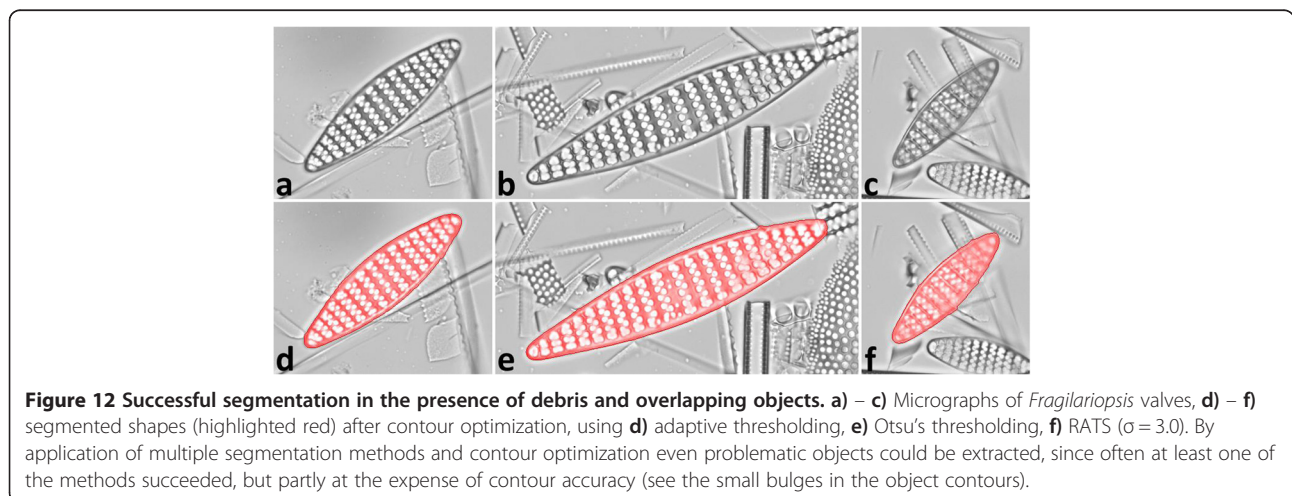 a
b
c
d
e
f
Figure 12 Successful segmentation in the presence of debris and overlapping objects. a) – c) Micrographs of Fragilariopsis valves, d) – f)
segmented shapes (highlighted red) after contour optimization, using d) adaptive thresholding, e) Otsu's thresholding, f) RATS (σ = 3.0). By
application of multiple segmentation methods and contour optimization even problematic objects could be extracted, since often at least one of
the methods succeeded, but partly at the expense of contour accuracy (see the small bulges in the object contours).